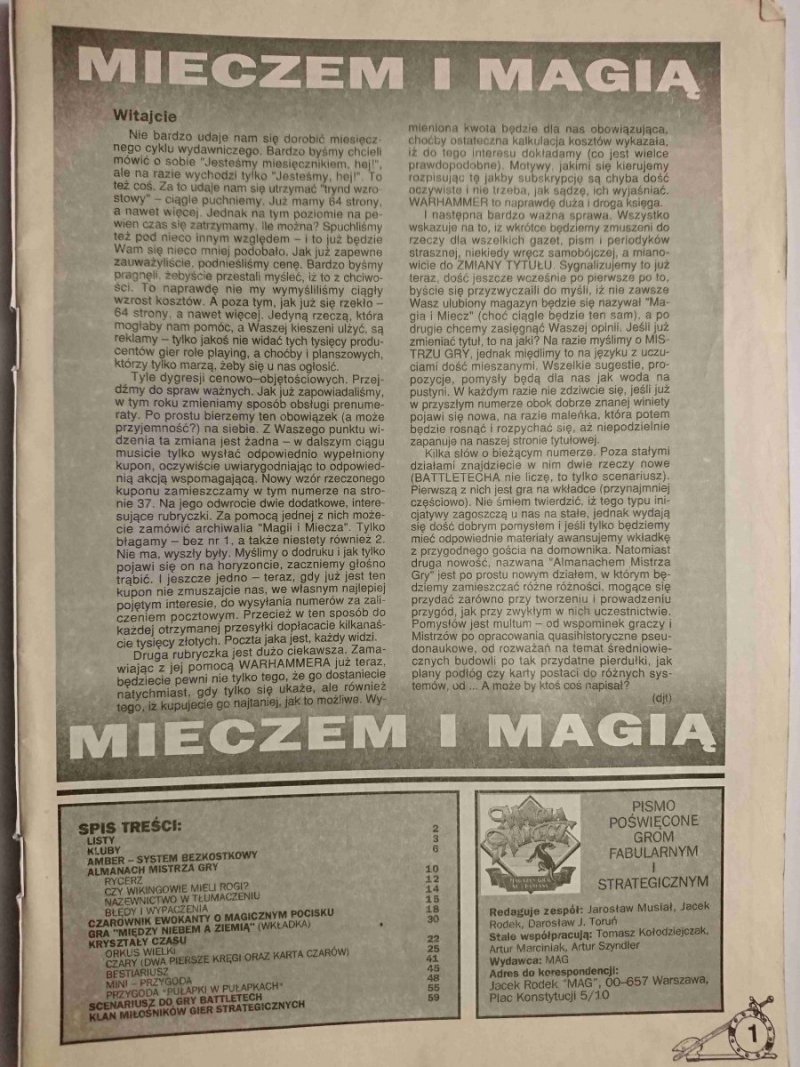 MIECZEM I MAGIĄ
Witajcie
Nie bardzo udaje nam się dorobić miesięcz-
nego cyklu wydawniczego. Bardzo byśmy chcieli
mówić o sobie "Jesteśmy miesięcznikiem, hej!",
ale na razie wychodzi tylko "Jesteśmy, hej!". To
też coś. Za to udaje nam się utrzymać "trynd wzro-
stowy" – ciągle puchniemy. Już mamy 64 strony,
a nawet więcej. Jednak na tym poziomie na pe-
wien czas się zatrzymamy. Ile można? Spuchliśmy
też pod nieco innym względem – i to już będzie
Wam się nieco mniej podobało. Jak już zapewne
zauważyliście, podnieśliśmy cenę. Bardzo byśmy
pragnęli, żebyście przestali myśleć, iż to z chciwo-
ści. To naprawdę nie my wymyśliliśmy ciągły
wzrost kosztów. A poza tym, jak już się rzekło –
64 strony, a nawet więcej. Jedyną rzeczą, która
mogłaby nam pomóc, a Waszej kieszeni ulżyć, są
reklamy – tylko jakoś nie widać tych tysięcy produ-
centów gier role playing, a choćby i planszowych,
którzy tylko marzą, żeby się u nas ogłosić.
Tyle dygresji cenowo–objętościowych. Przej-
dźmy do spraw ważnych. Jak już zapowiadaliśmy,
w tym roku zmieniamy sposób obsługi prenume-
raty. Po prostu bierzemy ten obowiązek (a może
przyjemność?) na siebie. Z Waszego punktu wi-
dzenia ta zmiana jest żadna – w dalszym ciągu
musicie tylko wysłać odpowiednio wypełniony
kupon, oczywiście uwiarygodniając to odpowied-
nią akcją wspomagającą. Nowy wzór rzeczonego
kuponu zamieszczamy w tym numerze na stro-
nie 37. Na jego odwrocie dwie dodatkowe, intere-
sujące rubryczki. Za pomocą jednej z nich może-
cie zamówić archiwalia "Magii i Miecza". Tylko
błagamy – bez nr 1, a także niestety również 2.
Nie ma, wyszły były. Myślimy o dodruku i jak tylko
pojawi się on na horyzoncie, zaczniemy głośno
trąbić. I jeszcze jedno – teraz, gdy już jest ten
kupon nie zmuszajcie nas, we własnym najlepiej
pojętym interesie, do wysyłania numerów za zali-
czeniem pocztowym. Przecież w ten sposób do
każdej otrzymanej przesyłki dopłacacie kilkanaś-
cie tysięcy złotych. Poczta jaka jest, każdy widzi.
Druga rubryczka jest dużo ciekawsza. Zama-
wiając z jej pomocą WARHAMMERA już teraz,
będziecie pewni nie tylko tego, że go dostaniecie
natychmiast, gdy tylko się ukaże, ale również
tego, iż kupujecie go najtaniej, jak to możliwe. Wy-
mieniona kwota będzie dla nas obowiązująca,
choćby ostateczna kalkulacja kosztów wykazała,
iż do tego interesu dokładamy (co jest wielce
prawdopodobne). Motywy, jakimi się kierujemy
rozpisując tę jakby subskrypcję są chyba dość
oczywiste i nie trzeba, jak sądzę, ich wyjaśniać.
WARHAMMER to naprawdę duża i droga księga.
I następna bardzo ważna sprawa. Wszystko
wskazuje na to, iż wkrótce będziemy zmuszeni do
rzeczy dla wszelkich gazet, pism i periodyków
strasznej, niekiedy wręcz samobójczej, a miano-
wicie do ZMIANY TYTUŁU. Sygnalizujemy to już
teraz, dość jeszcze wcześnie po pierwsze po to,
byście się przyzwyczaili do myśli, iż nie zawsze
Wasz ulubiony magazyn będzie się nazywał "Ma-
gia i Miecz" (choć ciągle będzie ten sam), a po
drugie chcemy zasięgnąć Waszej opinii. Jeśli już
zmieniać tytuł, to na jaki? Na razie myślimy o MIS-
TRZU GRY, jednak międlimy to na języku z uczu-
ciami dość mieszanymi. Wszelkie sugestie, pro-
pozycje, pomysły będą dla nas jak woda na
pustyni. W każdym razie nie zdziwcie się, jeśli już
w przyszłym numerze obok dobrze znanej winiety
pojawi się nowa, na razie maleńka, która potem
będzie rosnąć i rozpychać się, aż niepodzielnie
zapanuje na naszej stronie tytułowej.
Kilka słów o bieżącym numerze. Poza stałymi
działami znajdziecie w nim dwie rzeczy nowe
(BATTLETECHA nie liczę, to tylko scenariusz).
Pierwszą z nich jest gra na wkładce (przynajmniej
częściowo). Nie śmiem twierdzić, iż tego typu ini-
cjatywy zagoszczą u nas na stałe, jednak wydają
się dość dobrym pomysłem i jeśli tylko będziemy
mieć odpowiednie materiały awansujemy wkładkę
z przygodnego gościa na domownika. Natomiast
druga nowość, nazwana "Almanachem Mistrza
Gry" jest po prostu nowym działem, w którym bę-
dziemy zamieszczać różne różności, mogące się
przydać zarówno przy tworzeniu i prowadzeniu
przygód, jak przy zwykłym w nich uczestnictwie.
Pomysłów jest multum – od wspominek graczy i
Mistrzów po opracowania quasihistoryczne pseu-
donaukowe, od rozważań na temat średniowie-
cznych budowli po tak przydatne pierdułki, jak
plany podłóg czy karty postaci do różnych sys-
temów, od ... A może by ktoś coś napisał?
(djt)
MIECZEM I MAGIĄ
SPIS TREŚCI:
LISTY 2
KLUBY 3
AMBER – SYSTEM BEZKOSTKOWY 6
ALMANACH MISTRZA GRY
RYCERZ 10
CZY WIKINGOWIE MIELI ROGI? 12
NAZEWNICTWO W TŁUMACZENIU 14
BŁĘDY I WYPACZENIA 15
CZAROWNIK EWOKANTY O MAGICZNYM POCISKU 18
GRA "MIĘDZY NIEBEM A ZIEMIĄ" (WKŁADKA) 30
KRYSZTAŁY CZASU
ORKUS WIELKI 22
CZARY (DWA PIERSZE KRĘGI ORAZ KARTA CZARÓW) 25
BESTIARIUSZ 41
MINI – PRZYGODA 45
PRZYGODA "PUŁAPKI W PUŁAPKACH" 48
SCENARIUSZ DO GRY BATTLETECH 55
KLAN MIŁOŚNIKÓW GIER STRATEGICZNYCH 59
MAGIA I MIECZ
PISMO
POŚWIĘCONE
GROM
FABULARNYM
I
STRATEGICZNYM
Redaguje zespół: Jarosław Musiał, Jacek
Rodek, Darosław J. Toruń
Stale współpracują: Tomasz Kołodziejczak,
Artur Marciniak, Artur Szyndler
Wydawca: MAG
Adres do korespondencji:
Jacek Rodek "MAG", 00–657 Warszawa,
Plac Konstytucji 5/10
1